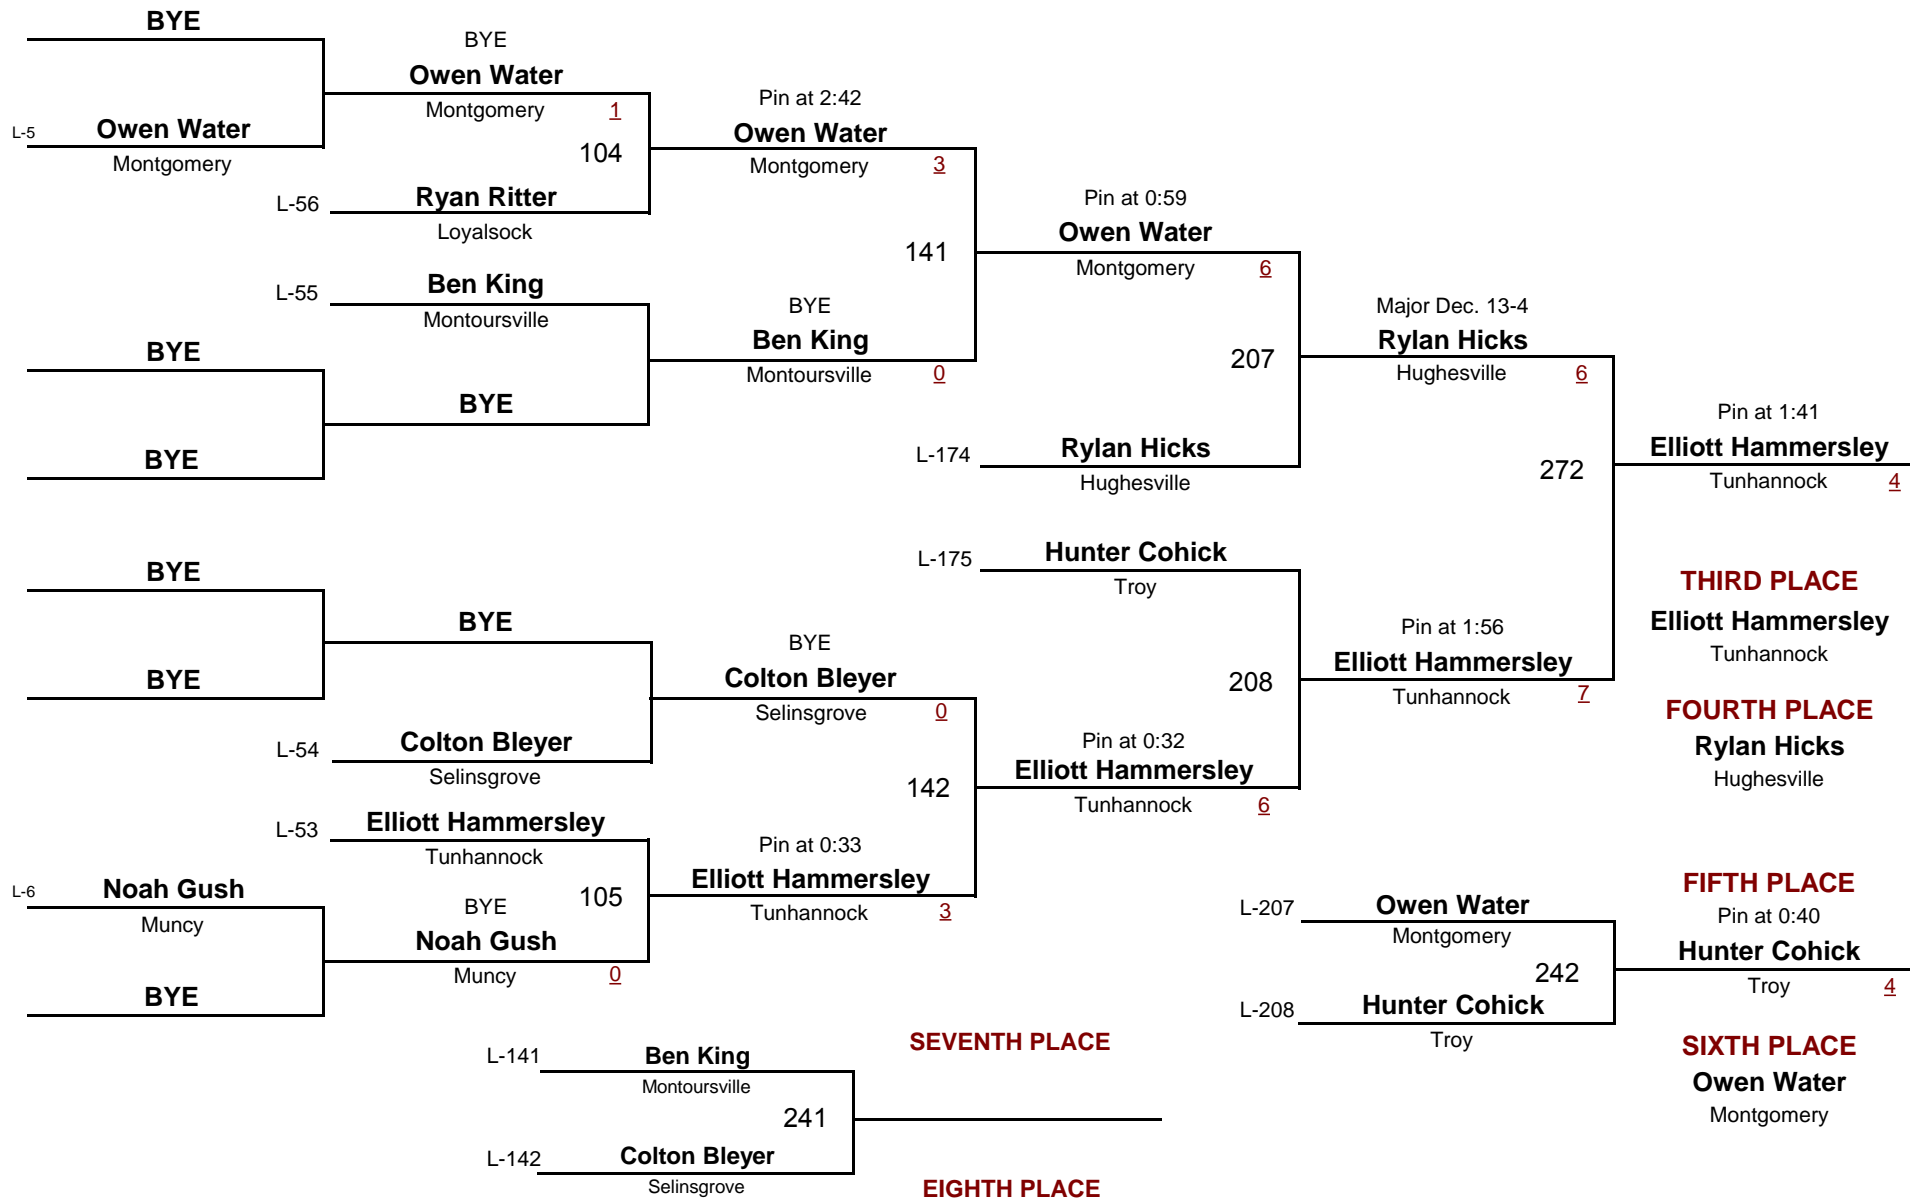 BYE
L-5
Owen Water
Montgomery
BYE
Owen Water
Montgomery
1
104
L-56
Ryan Ritter
Loyalsock
L-55
Ben King
Montoursville
BYE
BYE
BYE
Pin at 2:42
Owen Water
Montgomery
3
141
BYE
Ben King
Montoursville
0
Pin at 0:59
Owen Water
Montgomery
6
207
L-174
Rylan Hicks
Hughesville
Major Dec. 13-4
Rylan Hicks
Hughesville
6
272
Pin at 1:41
Elliott Hammersley
Tunhannock
4
BYE
BYE
BYE
L-54
Colton Bleyer
Selinsgrove
BYE
Colton Bleyer
Selinsgrove
0
L-53
Elliott Hammersley
Tunhannock
105
L-6
Noah Gush
Muncy
BYE
BYE
Noah Gush
Muncy
0
Pin at 0:33
Elliott Hammersley
Tunhannock
3
142
Pin at 0:32
Elliott Hammersley
Tunhannock
6
L-175
Hunter Cohick
Troy
208
Pin at 1:56
Elliott Hammersley
Tunhannock
7
THIRD PLACE
Elliott Hammersley
Tunhannock
FOURTH PLACE
Rylan Hicks
Hughesville
L-207
Owen Water
Montgomery
242
L-208
Hunter Cohick
Troy
FIFTH PLACE
Pin at 0:40
Hunter Cohick
Troy
4
SIXTH PLACE
Owen Water
Montgomery
L-141
Ben King
Montoursville
241
L-142
Colton Bleyer
Selinsgrove
SEVENTH PLACE
EIGHTH PLACE